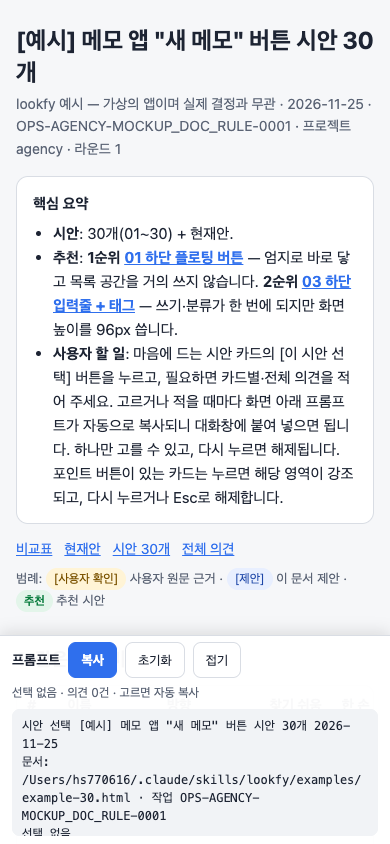 [예시] 메모 앱 "새 메모" 버튼 시안 30
개
lookfy 예시 — 가상의 앱이며 실제 결정과 무관 · 2026-11-25 ·
OPS-AGENCY-MOCKUP_DOC_RULE-0001 · 프로젝트
agency · 라운드 1
핵심 요약
• 시안: 30개(01~30) + 현재안.
• 추천: 1순위 01 하단 플로팅 버튼 — 엄지로 바로 닿
고 목록 공간을 거의 쓰지 않습니다. 2순위 03 하단
입력줄 + 태그 — 쓰기·분류가 한 번에 되지만 화면
높이를 96px 씁니다.
• 사용자 할 일: 마음에 드는 시안 카드의 [이 시안 선
택] 버튼을 누르고, 필요하면 카드별·전체 의견을 적
어 주세요. 고르거나 적을 때마다 화면 아래 프롬프
트가 자동으로 복사되니 대화창에 붙여 넣으면 됩니
다. 하나만 고를 수 있고, 다시 누르면 해제됩니다.
포인트 버튼이 있는 카드는 누르면 해당 영역이 강조
되고, 다시 누르거나 Esc로 해제합니다.
비교표 현재안 시안 30개 전체 의견
범례: [사용자 확인] 사용자 원문 근거 · [제안] 이 문서 제안 ·
추천 추천 시안
프롬프트 복사 초기화 접기
선택 없음 · 의견 0건 · 고르면 자동 복사
시안 선택 [예시] 메모 앱 "새 메모" 버튼 시안 30개 2026-
11-25
문서:
/Users/hs770616/.claude/skills/lookfy/examples/
example-30.html · 작업 OPS-AGENCY-
MOCKUP_DOC_RULE-0001
선택 없음